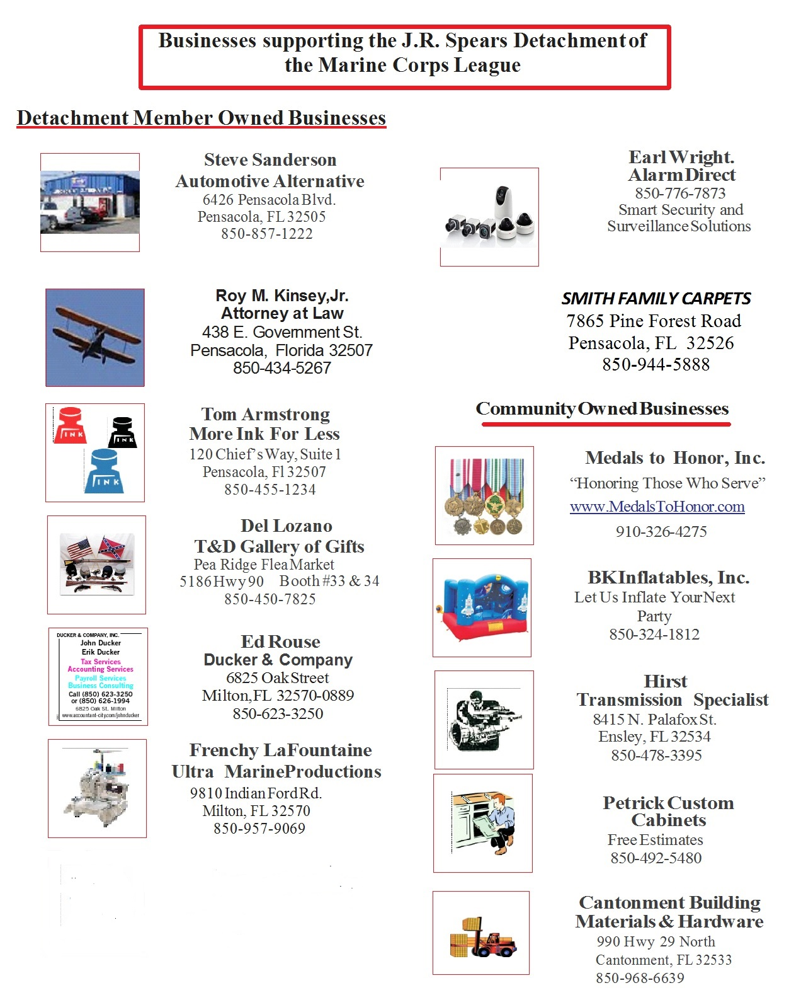 Businesses supporting the J.R. Spears Detachment of
the Marine Corps League
Detachment Member Owned Businesses
Steve Sanderson
Automotive Alternative
6426 Pensacola Blvd.
Pensacola, FL 32505
850-857-1222
Roy M. Kinsey,Jr.
Attorney at Law
438 E. Government St.
Pensacola, Florida 32507
850-434-5267
INK
INK
INK
Tom Armstrong
More Ink For Less
120 Chief's Way, Suite 1
Pensacola, Fl 32507
850-455-1234
Del Lozano
T&D Gallery of Gifts
Pea Ridge Flea Market
5186 Hwy 90 Booth #33 & 34
850-450-7825
DUCKER & COMPANY, INC.
John Ducker
Erik Ducker
Tax Services
Accounting Services
Payroll Services
Business Consulting
Call (850) 623-3250
or (850) 626-1994
6825 Oak St. Milton
www.accountant-city.com/johnducker
Ed Rouse
Ducker & Company
6825 Oak Street
Milton,FL 32570-0889
850-623-3250
Frenchy LaFountaine
Ultra Marine Productions
9810 Indian Ford Rd.
Milton, FL 32570
850-957-9069
Earl Wright.
Alarm Direct
850-776-7873
Smart Security and
Surveillance Solutions
SMITH FAMILY CARPETS
7865 Pine Forest Road
Pensacola, FL 32526
850-944-5888
Community Owned Businesses
Medals to Honor, Inc.
“Honoring Those Who Serve”
www.MedalsToHonor.com
910-326-4275
BK Inflatables, Inc.
Let Us Inflate Your Next
Party
850-324-1812
Hirst
Transmission Specialist
8415 N. Palafox St.
Ensley, FL 32534
850-478-3395
Petrick Custom
Cabinets
Free Estimates
850-492-5480
Cantonment Building
Materials & Hardware
990 Hwy 29 North
Cantonment, FL 32533
850-968-6639